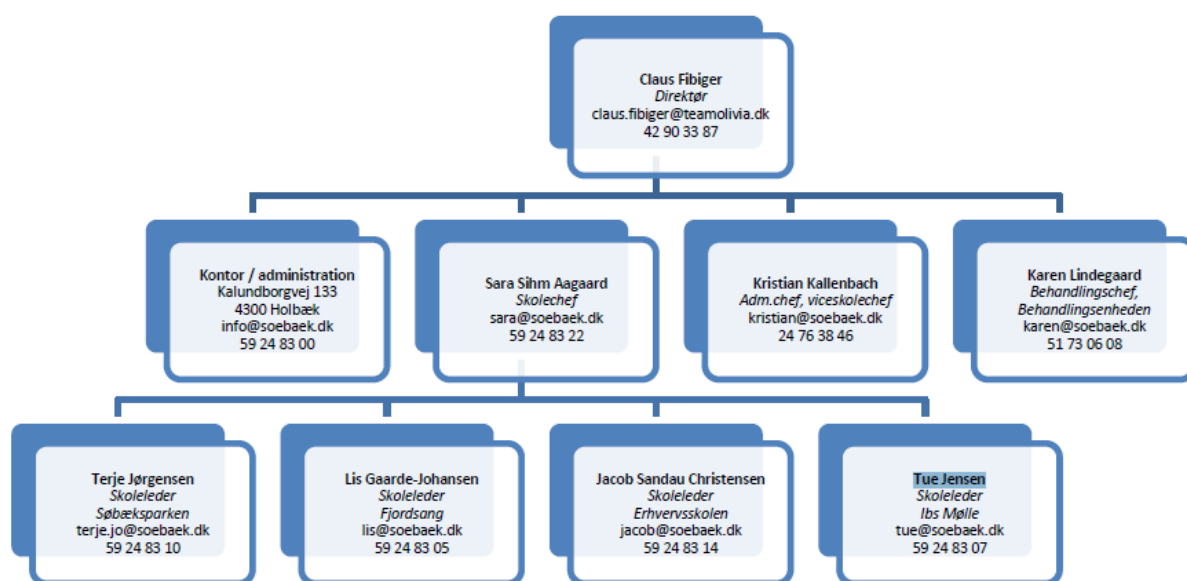 Claus Fibiger
Direktør
claus.fibiger@teamolivia.dk
42 90 33 87
Kontor / administration
Kalundborgvej 133
4300 Holbæk
info@soebaek.dk
59 24 83 00
Sara Sihm Aagaard
Skolechef
sara@soebaek.dk
59 24 83 22
Kristian Kallenbach
Adm.chef, viceskolechef
kristian@soebaek.dk
24 76 38 46
Karen Lindegaard
Behandlingschef,
Behandlingsenheden
karen@soebaek.dk
51 73 06 08
Terje Jørgensen
Skoleleder
Søbæksparken
terje.jo@soebaek.dk
59 24 83 10
Lis Gaarde-Johansen
Skoleleder
Fjordsang
lis@soebaek.dk
59 24 83 05
Jacob Sandau Christensen
Skoleleder
Erhvervsskolen
jacob@soebaek.dk
59 24 83 14
Tue Jensen
Skoleleder
Ibs Mølle
tue@soebaek.dk
59 24 83 07